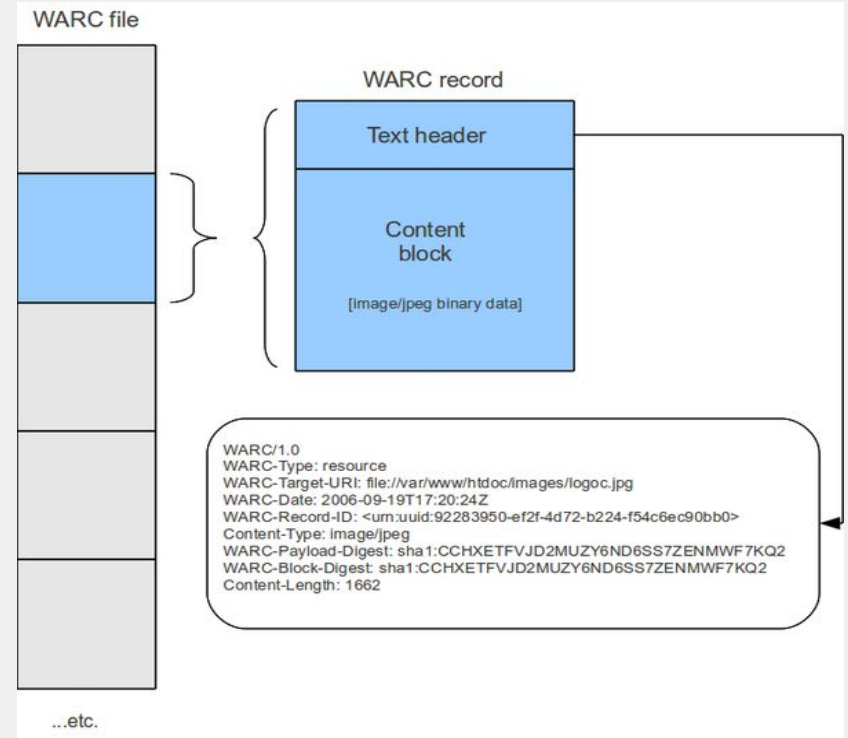 WARC file
WARC record
Text header
Content
block
[image/jpeg binary data]
WARC/1.0
WARC-Type: resource
WARC-Target-URI: file://var/www/htdoc/images/logoc.jpg
WARC-Date: 2006-09-19T17:20:24Z
WARC-Record-ID: <urn:uuid:92283950-ef2f-4d72-b224-f54c6ec90bb0>
Content-Type: image/jpeg
WARC-Payload-Digest: sha1:CCHXETFVJD2MUZY6ND6SS7ZENMWF7KQ2
WARC-Block-Digest: sha1:CCHXETFVJD2MUZY6ND6SS7ZENMWF7KQ2
Content-Length: 1662
...etc.